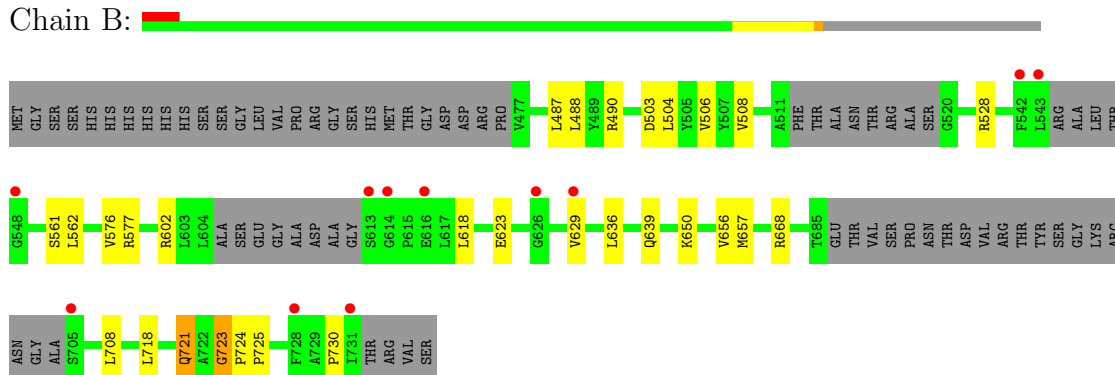 Chain B:
MET GLY SER SER HIS HIS HIS HIS HIS HIS SER SER GLY LEU VAL PRO ARG GLY SER HIS MET THR GLY ASP ASP ARG PRO V477 L487 L488 Y489 R490 D503 L504 Y505 V506 Y507 V508 A511 PHE THR ALA ASN THR ARG ALA SER G520 R528 F542 L543 ARG ALA LEU THR
G548 S561 L562 V576 R577 R602 L603 L604 ALA SER GLU GLY ALA ASP ALA GLY S613 G614 P615 E616 L617 L618 E623 G626 V629 L636 Q639 K650 V656 M657 R668 T685 GLU THR VAL SER PRO ASN THR ASP VAL ARG THR TYR SER GLY LYS ARG
ASN GLY ALA S705 L708 L718 Q721 A722 G723 P724 P725 F728 A729 P730 I731 THR ARG VAL SER